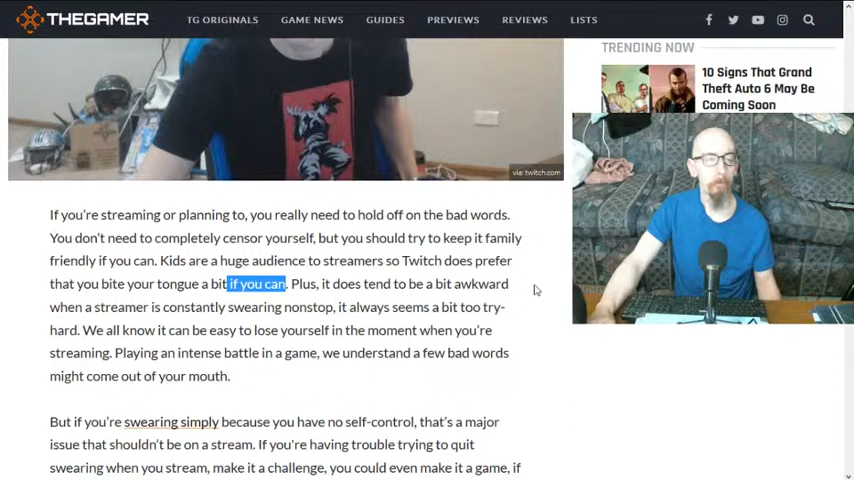 THEGAMER
TG ORIGINALS
GAME NEWS
GUIDES
PREVIEWS
REVIEWS
LISTS
TRENDING NOW
10 Signs That Grand
Theft Auto 6 May Be
Coming Soon
via: twitch.com
If you're streaming or planning to, you really need to hold off on the bad words.
You don't need to completely censor yourself, but you should try to keep it family
friendly if you can. Kids are a huge audience to streamers so Twitch does prefer
that you bite your tongue a bit if you can. Plus, it does tend to be a bit awkward
when a streamer is constantly swearing nonstop, it always seems a bit too try-
hard. We all know it can be easy to lose yourself in the moment when you're
streaming. Playing an intense battle in a game, we understand a few bad words
might come out of your mouth.
But if you're swearing simply because you have no self-control, that's a major
issue that shouldn't be on a stream. If you're having trouble trying to quit
swearing when you stream, make it a challenge, you could even make it a game, if